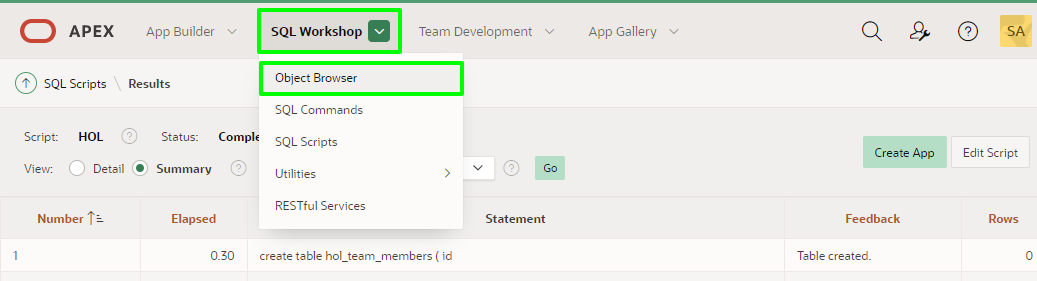 APEX App Builder SQL Workshop Team Development App Gallery SA
SQL Scripts \ Results
Object Browser
SQL Commands
SQL Scripts
Utilities
RESTful Services
Script: HOL ? Status: Comple
View: Detail Summary ? ? Go
Create App Edit Script
Number Elapsed Statement Feedback Rows
1 0.30 create table hol_team_members ( id Table created. 0